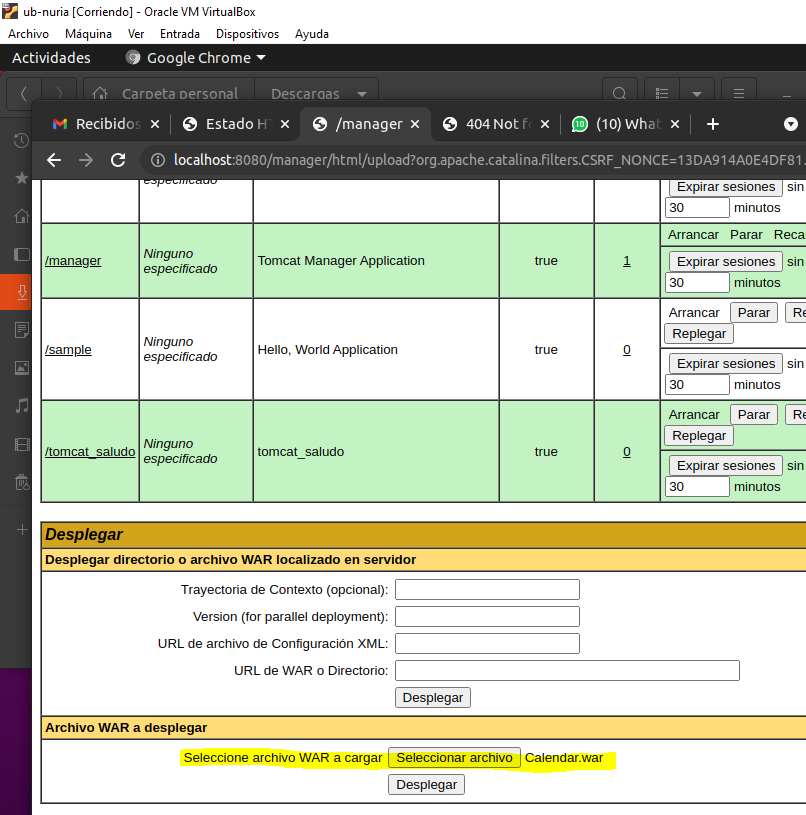 ub-nuria [Corriendo] - Oracle VM VirtualBox
Archivo Máquina Ver Entrada Dispositivos Ayuda
Actividades Google Chrome
Carpeta personal Descargas
Recibidos Estado /manager 404 Not 10 (10) What
localhost:8080/manager/html/upload?org.apache.catalina.filters.CSRF_NONCE=13DA914A0E4DF81.
especificado Expirar sesiones sin
30 minutos
/manager Ninguno especificado Tomcat Manager Application true 1 Arrancar Parar Reca
Expirar sesiones sin
30 minutos
/sample Ninguno especificado Hello, World Application true 0 Arrancar Parar Re
Replegar
Expirar sesiones sin
30 minutos
/tomcat_saludo Ninguno especificado tomcat_saludo true 0 Arrancar Parar Re
Replegar
Expirar sesiones sin
30 minutos
Desplegar
Desplegar directorio o archivo WAR localizado en servidor
Trayectoria de Contexto (opcional):
Version (for parallel deployment):
URL de archivo de Configuración XML:
URL de WAR o Directorio:
Desplegar
Archivo WAR a desplegar
Seleccione archivo WAR a cargar Seleccionar archivo Calendar.war
Desplegar